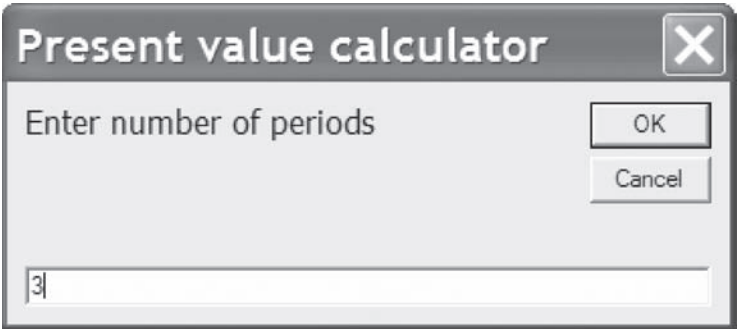 Present value calculator
Enter number of periods
OK
Cancel
3